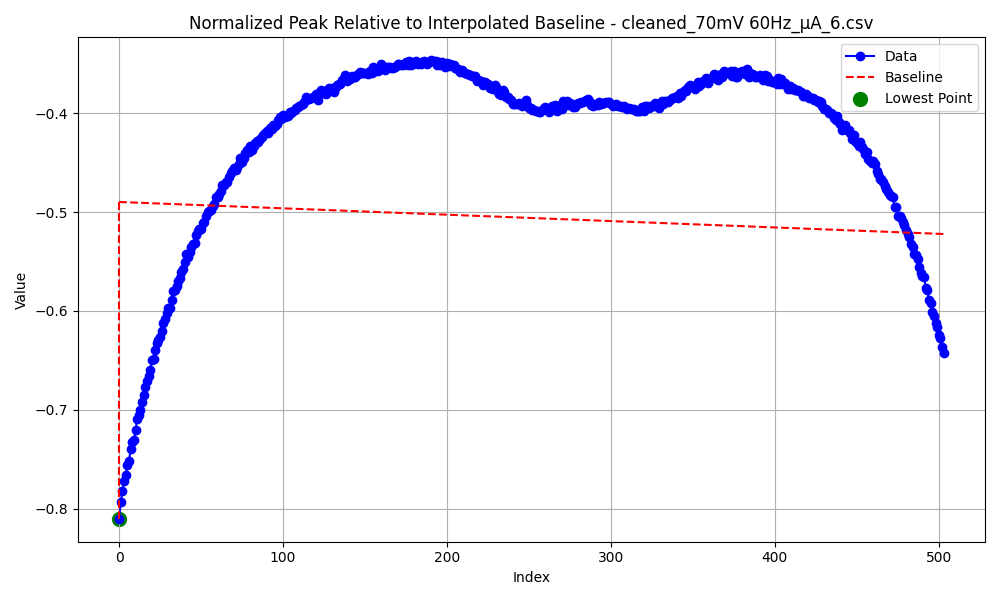 Normalized Peak Relative to Interpolated Baseline - cleaned_70mV 60Hz_μA_6.csv
Data
Baseline
Lowest Point
−0.4
−0.5
−0.6
−0.7
−0.8
Value
0 100 200 300 400 500
Index